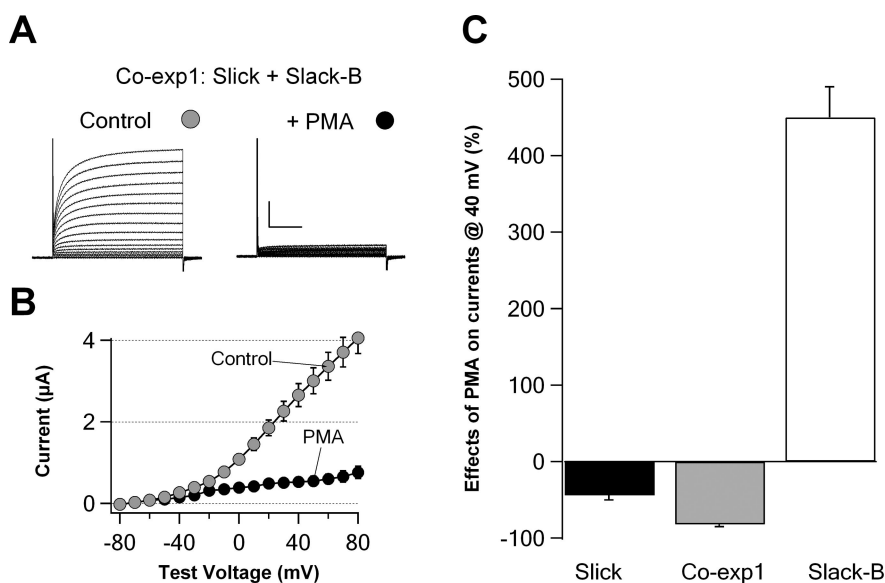 A
Co-exp1: Slick + Slack-B
Control
+ PMA
B
4
2
0
Current (µA)
Control
PMA
-80
-40
0
40
80
Test Voltage (mV)
C
Effects of PMA on currents @ 40 mV (%)
500
400
300
200
100
0
-100
Slick
Co-exp1
Slack-B